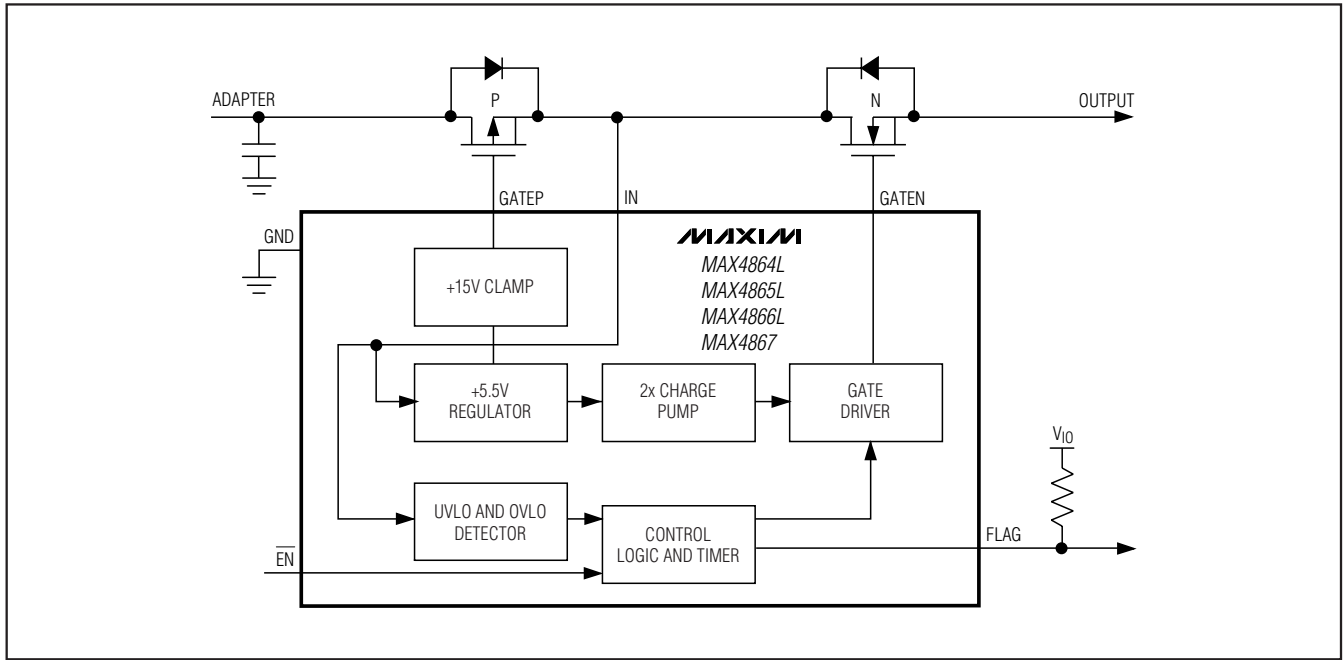 ADAPTER
P
N
OUTPUT
GATEP
IN
GATEN
GND
MAXIM
MAX4864L
MAX4865L
MAX4866L
MAX4867
+15V CLAMP
+5.5V
REGULATOR
2x CHARGE
PUMP
GATE
DRIVER
VIO
UVLO AND OVLO
DETECTOR
CONTROL
LOGIC AND TIMER
FLAG
EN